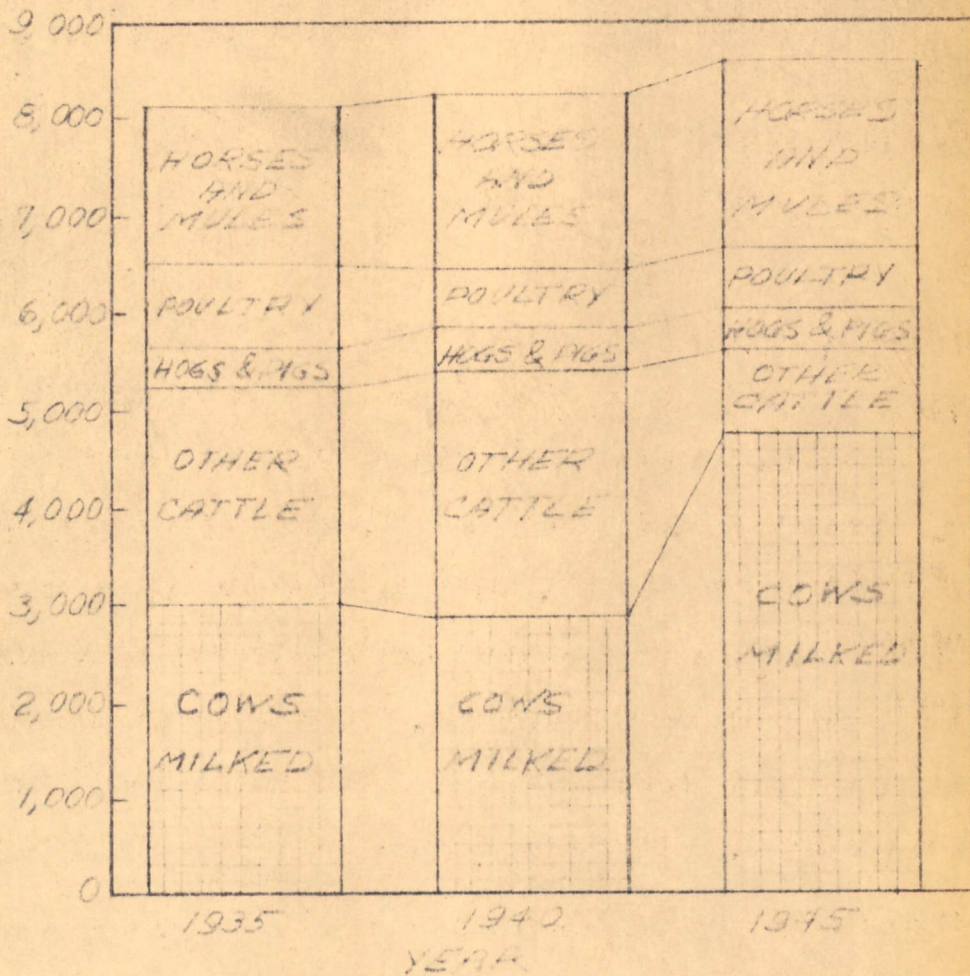 9,000
8,000
7,000
6,000
5,000
4,000
3,000
2,000
1,000
0
HORSES
AND
MULES
POULTRY
HOGS & PIGS
OTHER
CATTLE
COWS
MILKED
HORSES
AND
MULES
POULTRY
HOGS & PIGS
OTHER
CATTLE
COWS
MILKED
HORSES
AND
MULES
POULTRY
HOGS & PIGS
OTHER
CATTLE
COWS
MILKED
1935
1940
1945
YEAR